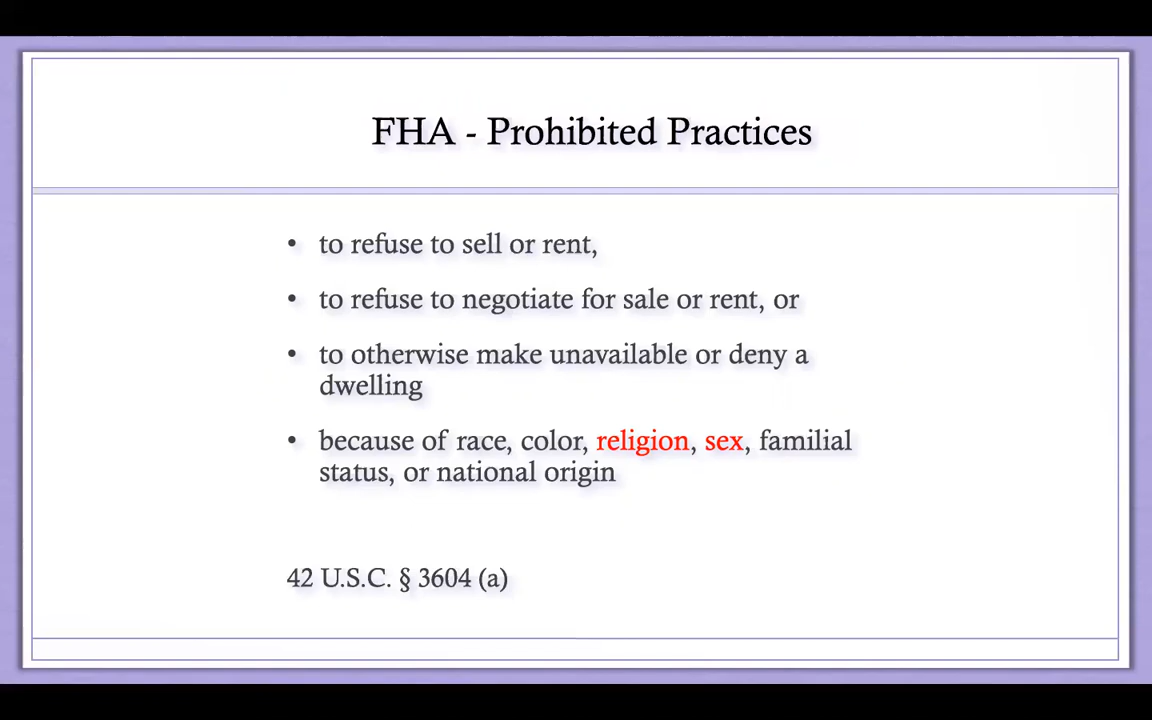 FHA - Prohibited Practices
• to refuse to sell or rent,
• to refuse to negotiate for sale or rent, or
• to otherwise make unavailable or deny a
dwelling
• because of race, color, religion, sex, familial
status, or national origin
42 U.S.C. § 3604 (a)